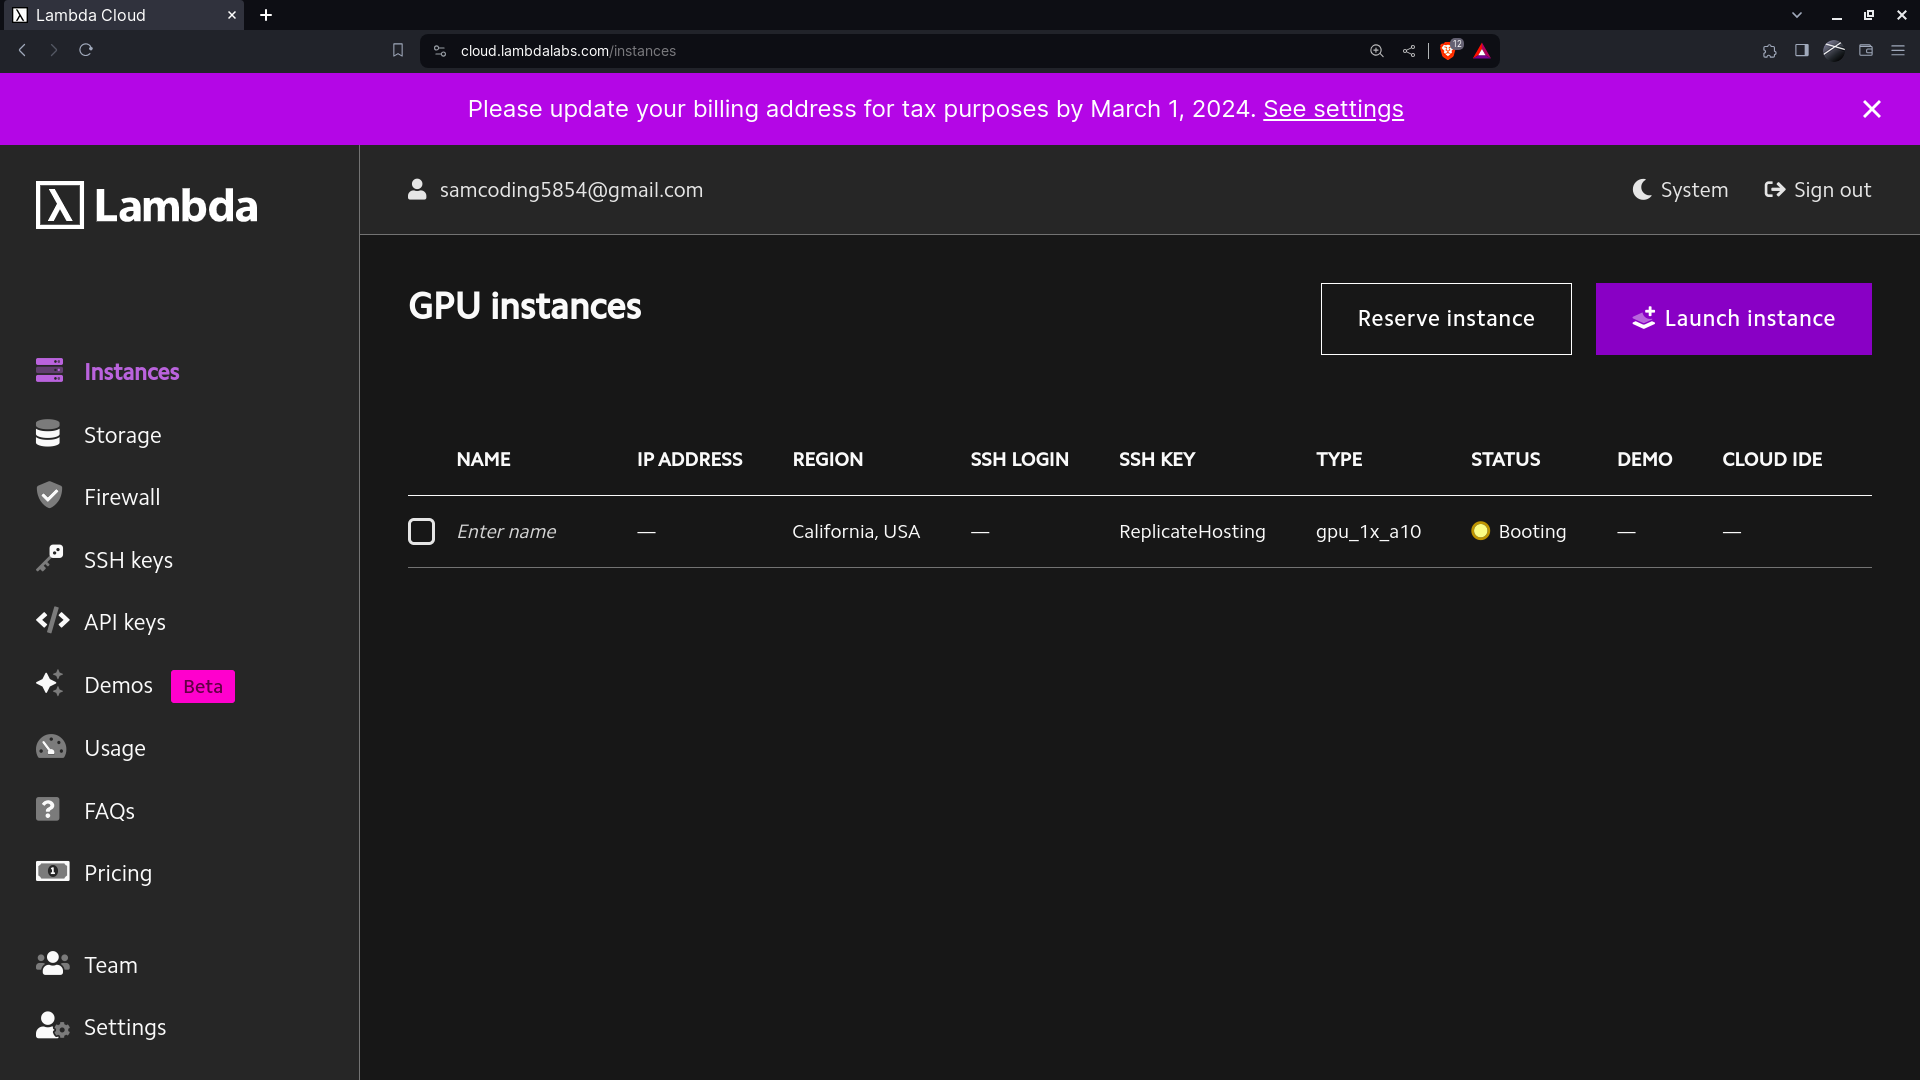 Lambda Cloud
cloud.lambdalabs.com/instances
12
Please update your billing address for tax purposes by March 1, 2024. See settings
Lambda
samcoding5854@gmail.com
System
Sign out
GPU instances
Reserve instance
Launch instance
Instances
Storage
Firewall
SSH keys
API keys
Demos Beta
Usage
FAQs
Pricing
Team
Settings
NAME IP ADDRESS REGION SSH LOGIN SSH KEY TYPE STATUS DEMO CLOUD IDE
Enter name — California, USA — ReplicateHosting gpu_1x_a10 Booting — —